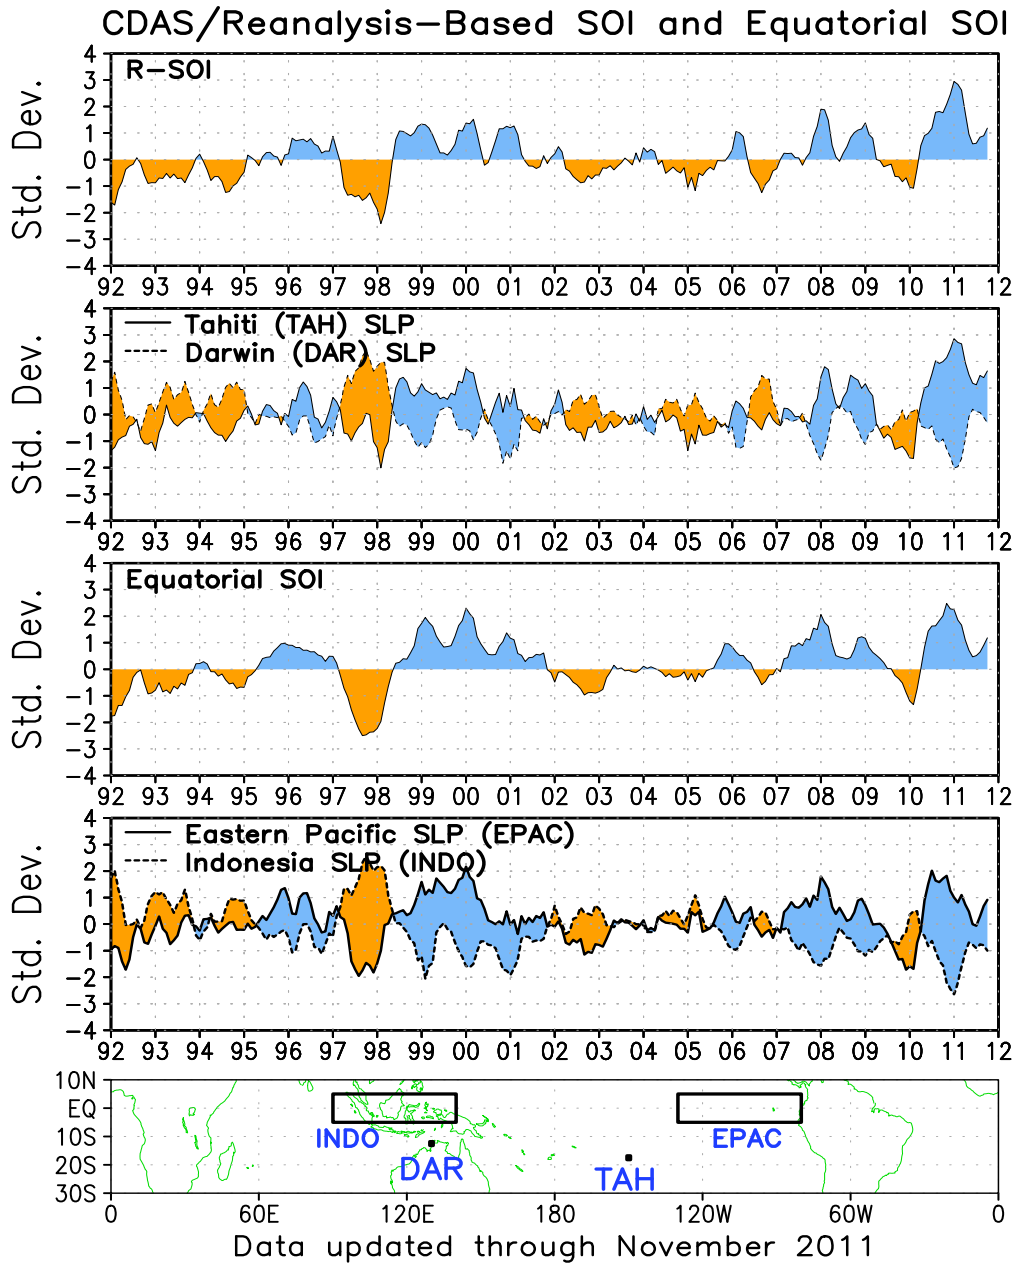 CDAS/Reanalysis-Based SOI and Equatorial SOI
Std. Dev.
R-SOI
4
3
2
1
0
-1
-2
-3
-4
92 93 94 95 96 97 98 99 00 01 02 03 04 05 06 07 08 09 10 11 12
Std. Dev.
Tahiti (TAH) SLP
Darwin (DAR) SLP
4
3
2
1
0
-1
-2
-3
-4
92 93 94 95 96 97 98 99 00 01 02 03 04 05 06 07 08 09 10 11 12
Std. Dev.
Equatorial SOI
4
3
2
1
0
-1
-2
-3
-4
92 93 94 95 96 97 98 99 00 01 02 03 04 05 06 07 08 09 10 11 12
Std. Dev.
Eastern Pacific SLP (EPAC)
Indonesia SLP (INDO)
4
3
2
1
0
-1
-2
-3
-4
92 93 94 95 96 97 98 99 00 01 02 03 04 05 06 07 08 09 10 11 12
10N
EQ
10S
20S
30S
INDO
EPAC
DAR
TAH
0 60E 120E 180 120W 60W 0
Data updated through November 2011